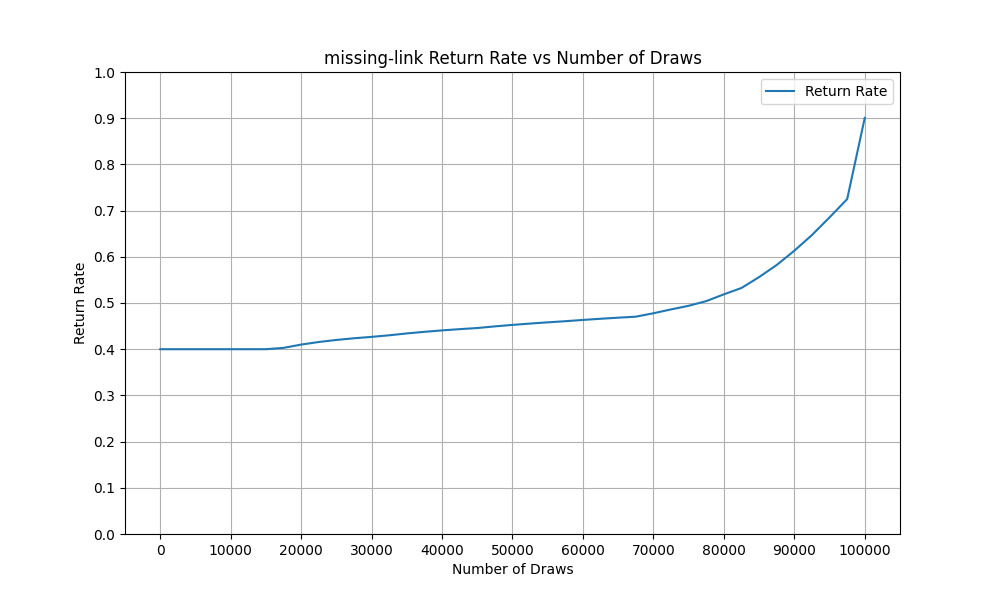 missing-link Return Rate vs Number of Draws
Return Rate
1.0
0.9
0.8
0.7
0.6
0.5
0.4
0.3
0.2
0.1
0.0
Return Rate
0 10000 20000 30000 40000 50000 60000 70000 80000 90000 100000
Number of Draws